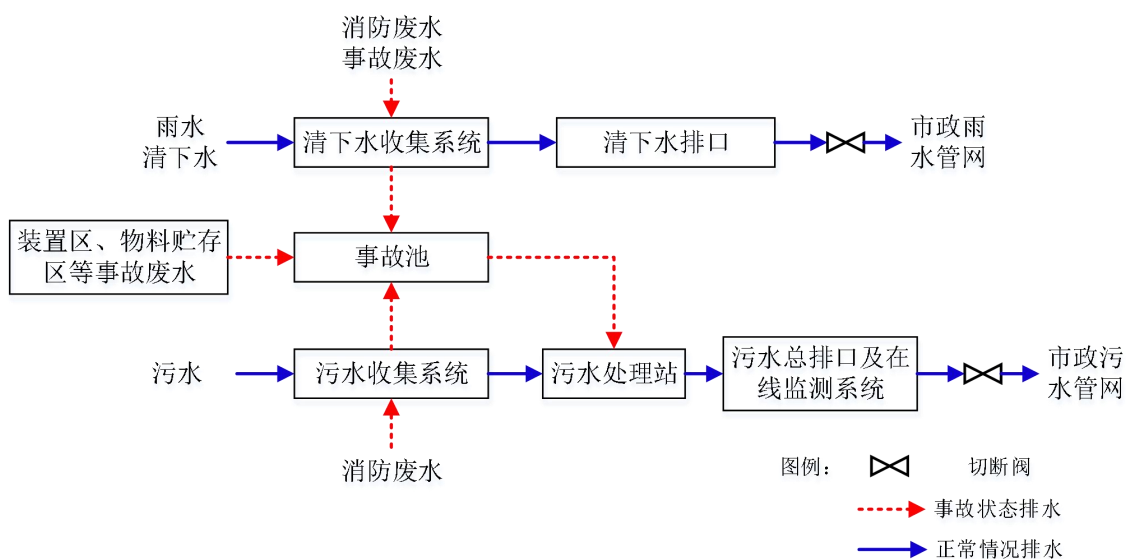 消防废水
事故废水
雨水
清下水
清下水收集系统
清下水排口
市政雨
水管网
装置区、物料贮存
区等事故废水
事故池
污水
污水收集系统
污水处理站
污水总排口及在
线监测系统
市政污
水管网
消防废水
图例：
切断阀
事故状态排水
正常情况排水